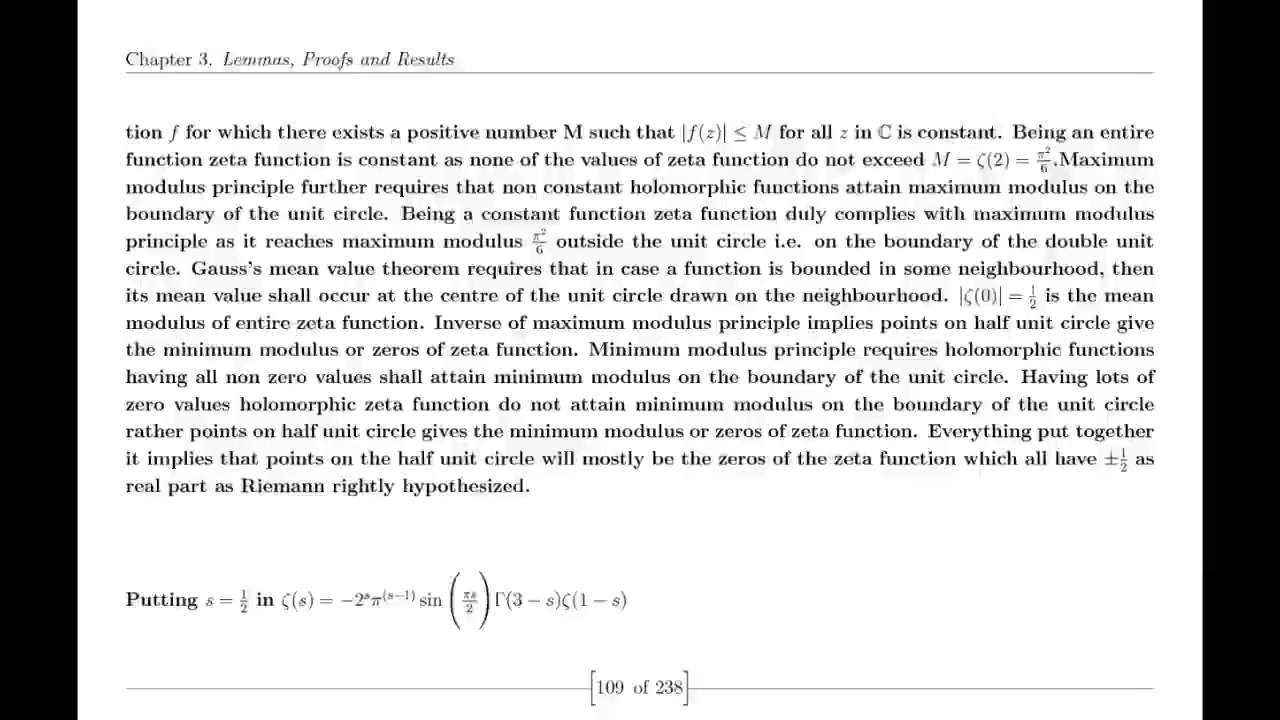 Chapter 3. Lemmas, Proofs and Results
tion f for which there exists a positive number M such that |f(z)| ≤ M for all z in ℂ is constant. Being an entire
function zeta function is constant as none of the values of zeta function do not exceed M = ζ(2) = π²/6.Maximum
modulus principle further requires that non constant holomorphic functions attain maximum modulus on the
boundary of the unit circle. Being a constant function zeta function duly complies with maximum modulus
principle as it reaches maximum modulus π²/6 outside the unit circle i.e. on the boundary of the double unit
circle. Gauss's mean value theorem requires that in case a function is bounded in some neighbourhood, then
its mean value shall occur at the centre of the unit circle drawn on the neighbourhood. |ζ(0)| = 1/2 is the mean
modulus of entire zeta function. Inverse of maximum modulus principle implies points on half unit circle give
the minimum modulus or zeros of zeta function. Minimum modulus principle requires holomorphic functions
having all non zero values shall attain minimum modulus on the boundary of the unit circle. Having lots of
zero values holomorphic zeta function do not attain minimum modulus on the boundary of the unit circle
rather points on half unit circle gives the minimum modulus or zeros of zeta function. Everything put together
it implies that points on the half unit circle will mostly be the zeros of the zeta function which all have ±1/2 as
real part as Riemann rightly hypothesized.
Putting s = 1/2 in ζ(s) = −2^s π^(s−1) sin(πs/2) Γ(3 − s)ζ(1 − s)
[109 of 238]